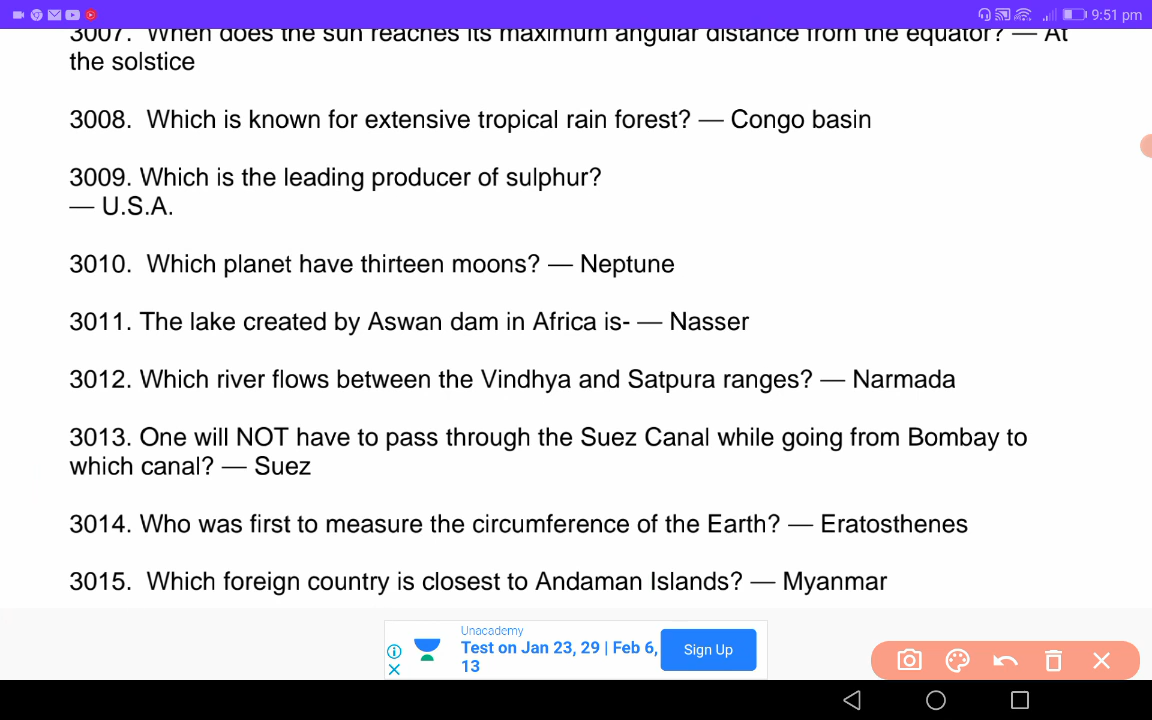 9:51 pm
3007. When does the sun reaches its maximum angular distance from the equator? — At
the solstice
3008. Which is known for extensive tropical rain forest? — Congo basin
3009. Which is the leading producer of sulphur?
— U.S.A.
3010. Which planet have thirteen moons? — Neptune
3011. The lake created by Aswan dam in Africa is- — Nasser
3012. Which river flows between the Vindhya and Satpura ranges? — Narmada
3013. One will NOT have to pass through the Suez Canal while going from Bombay to
which canal? — Suez
3014. Who was first to measure the circumference of the Earth? — Eratosthenes
3015. Which foreign country is closest to Andaman Islands? — Myanmar
Unacademy
Test on Jan 23, 29 | Feb 6,
13
Sign Up